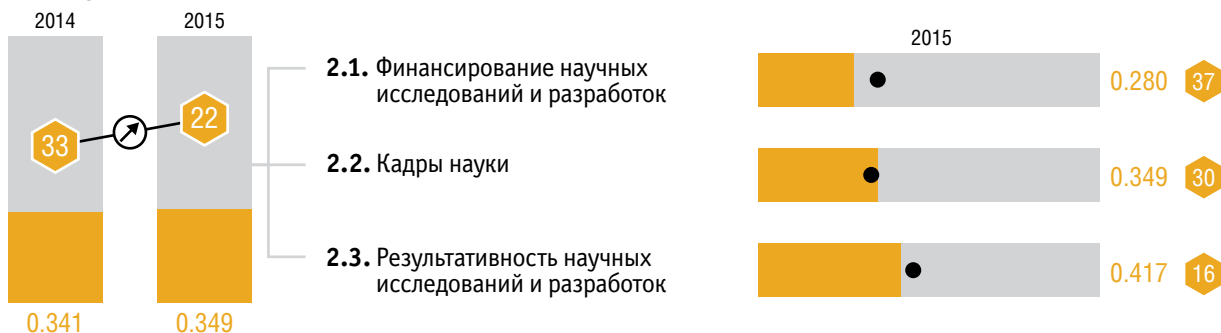 2014
2015
33
22
0.341
0.349
2.1. Финансирование научных
исследований и разработок
2.2. Кадры науки
2.3. Результативность научных
исследований и разработок
2015
0.280
37
0.349
30
0.417
16